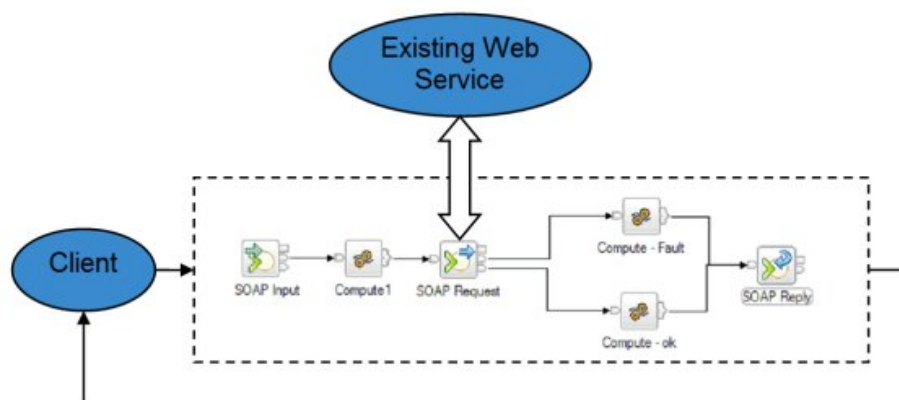 Existing Web
Service
Client
SOAP Input
Compute1
SOAP Request
Compute - Fault
Compute - ok
SOAP Reply